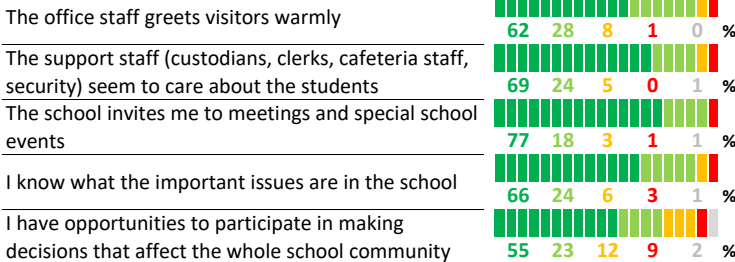 The office staff greets visitors warmly
62 28 8 1 0 %
The support staff (custodians, clerks, cafeteria staff,
security) seem to care about the students
69 24 5 0 1 %
The school invites me to meetings and special school
events
77 18 3 1 1 %
I know what the important issues are in the school
66 24 6 3 1 %
I have opportunities to participate in making
decisions that affect the whole school community
55 23 12 9 2 %